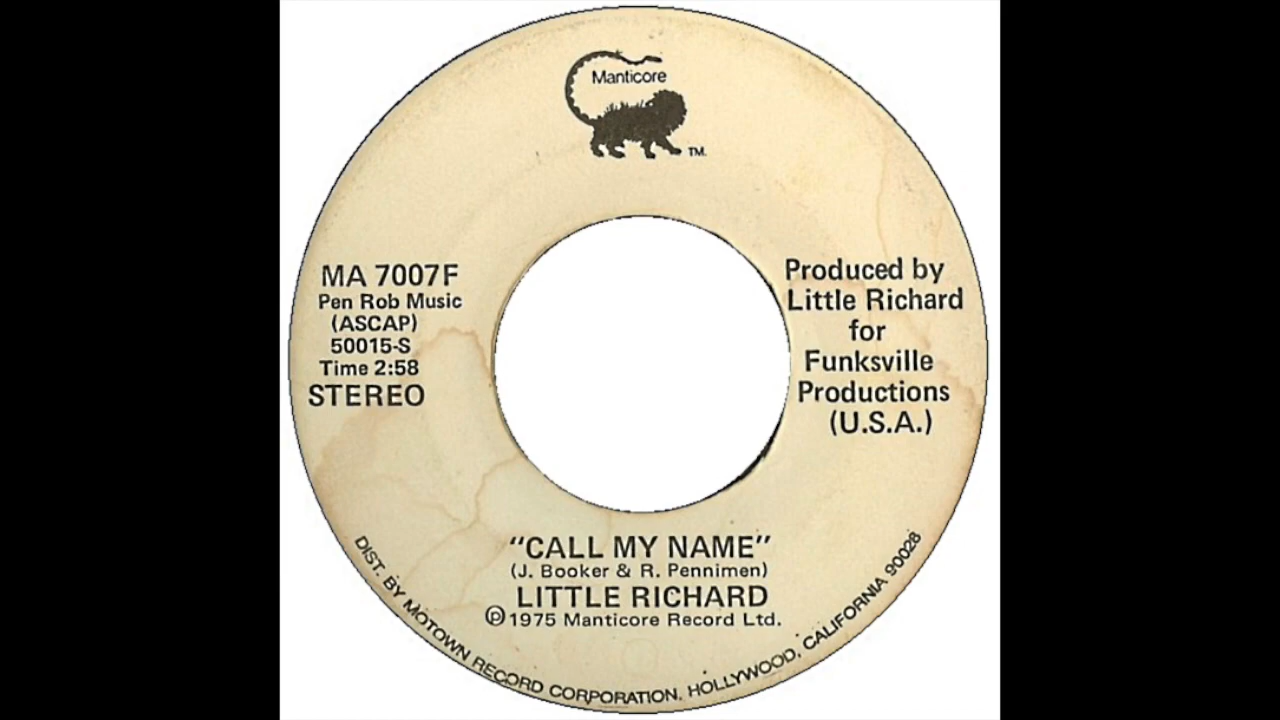 Manticore
TM.
MA 7007F
Pen Rob Music
(ASCAP)
50015-S
Time 2:58
STEREO
Produced by
Little Richard
for
Funksville
Productions
(U.S.A.)
"CALL MY NAME"
(J. Booker & R. Pennimen)
LITTLE RICHARD
Ⓟ1975 Manticore Record Ltd.
DIST. BY MOTOWN RECORD CORPORATION, HOLLYWOOD, CALIFORNIA 90028